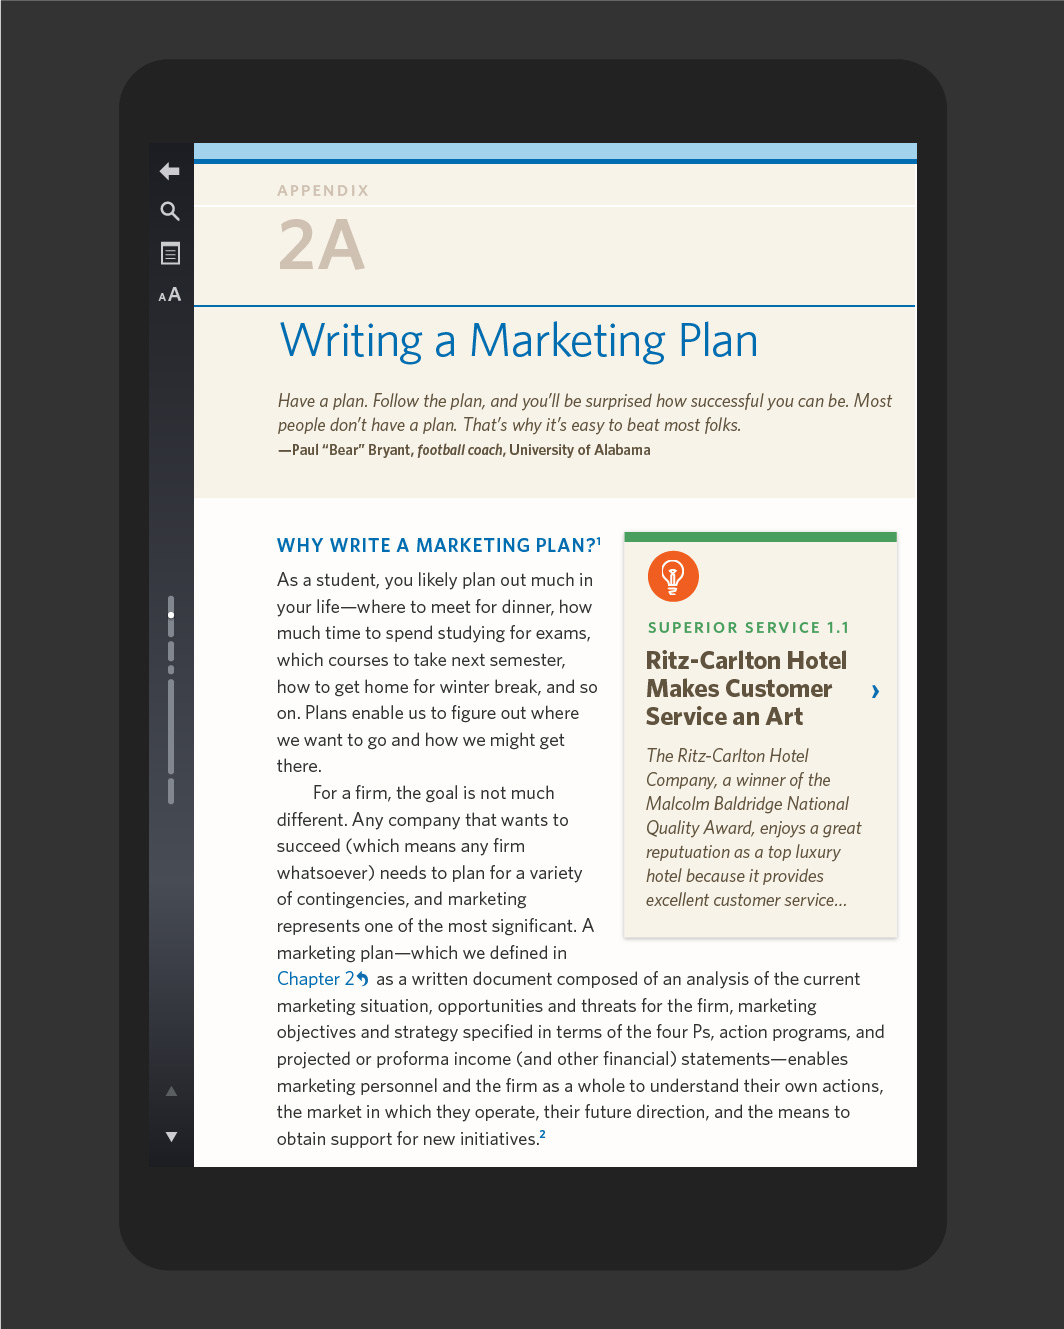 APPENDIX
2A
AA
Writing a Marketing Plan
Have a plan. Follow the plan, and you’ll be surprised how successful you can be. Most
people don’t have a plan. That’s why it’s easy to beat most folks.
—Paul “Bear” Bryant, football coach, University of Alabama
WHY WRITE A MARKETING PLAN?1
As a student, you likely plan out much in
your life—where to meet for dinner, how
much time to spend studying for exams,
which courses to take next semester,
how to get home for winter break, and so
on. Plans enable us to figure out where
we want to go and how we might get
there.
For a firm, the goal is not much
different. Any company that wants to
succeed (which means any firm
whatsoever) needs to plan for a variety
of contingencies, and marketing
represents one of the most significant. A
marketing plan—which we defined in
Chapter 2 as a written document composed of an analysis of the current
marketing situation, opportunities and threats for the firm, marketing
objectives and strategy specified in terms of the four Ps, action programs, and
projected or proforma income (and other financial) statements—enables
marketing personnel and the firm as a whole to understand their own actions,
the market in which they operate, their future direction, and the means to
obtain support for new initiatives.2
SUPERIOR SERVICE 1.1
Ritz-Carlton Hotel
Makes Customer
Service an Art
The Ritz-Carlton Hotel
Company, a winner of the
Malcolm Baldridge National
Quality Award, enjoys a great
reputuation as a top luxury
hotel because it provides
excellent customer service...